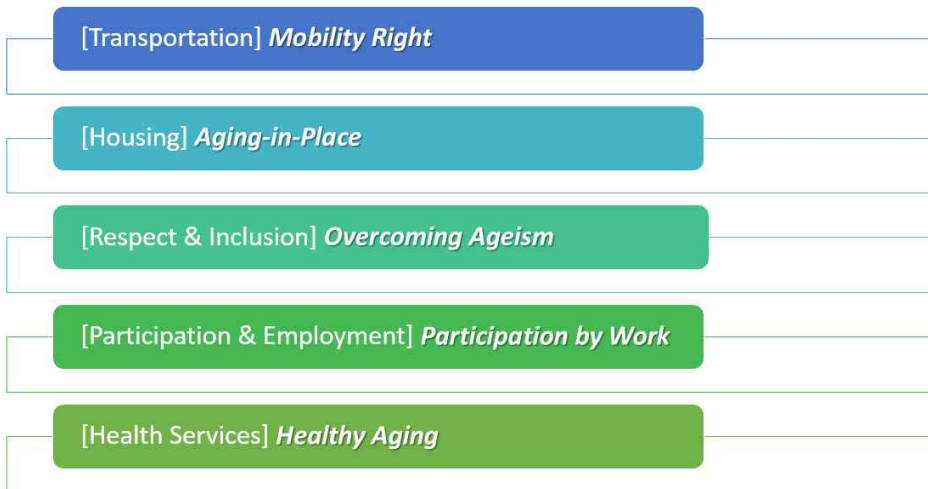 [Transportation] Mobility Right
[Housing] Aging-in-Place
[Respect & Inclusion] Overcoming Ageism
[Participation & Employment] Participation by Work
[Health Services] Healthy Aging